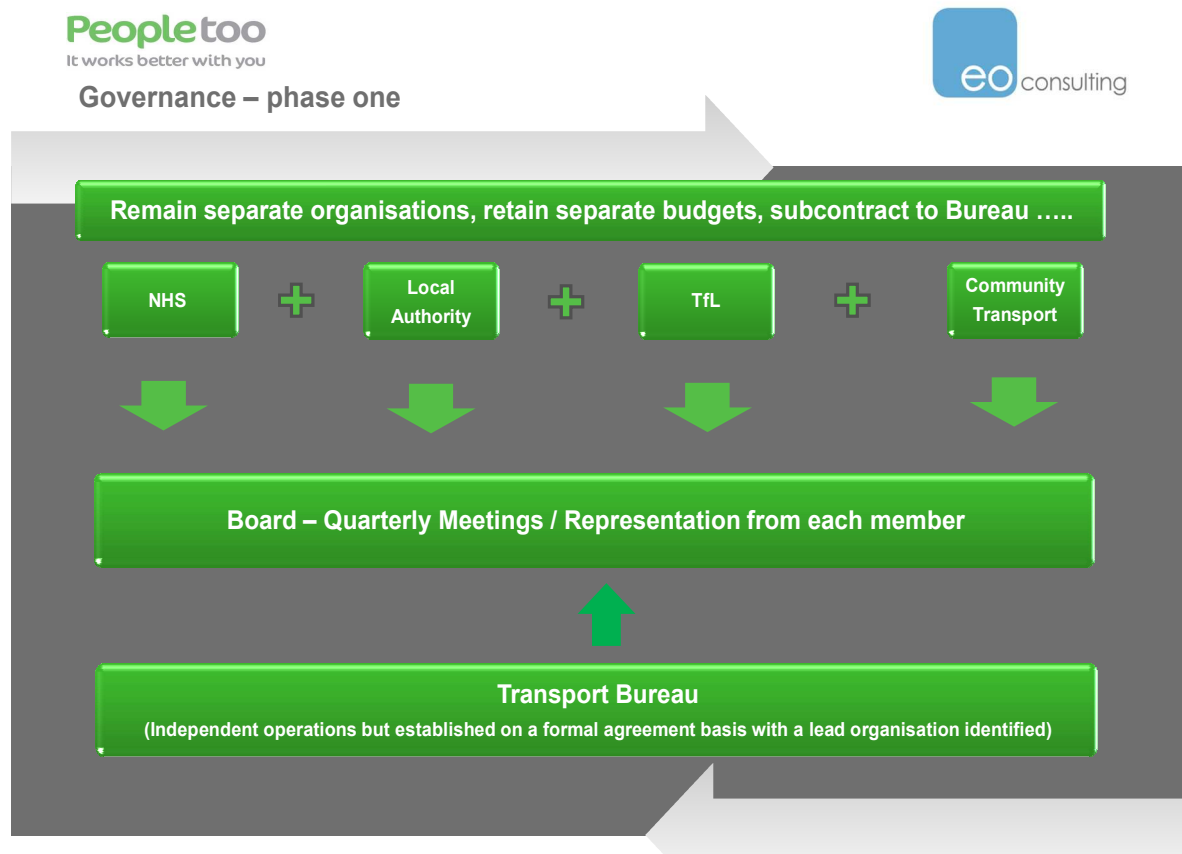 Peopletoo
It works better with you
eo consulting
Governance – phase one
Remain separate organisations, retain separate budgets, subcontract to Bureau …..
NHS
Local
Authority
TfL
Community
Transport
Board – Quarterly Meetings / Representation from each member
Transport Bureau
(Independent operations but established on a formal agreement basis with a lead organisation identified)